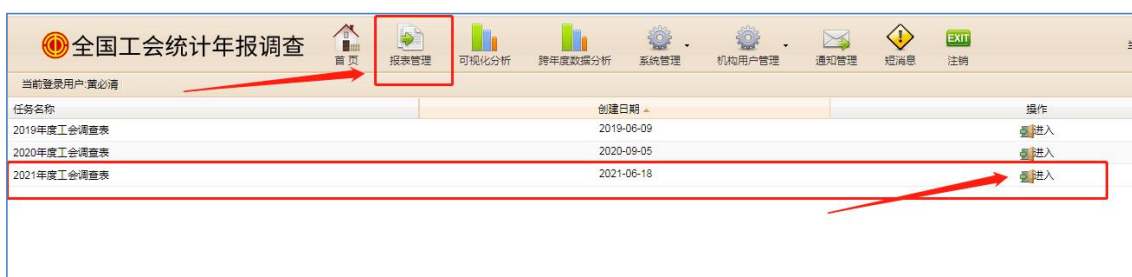 全国工会统计年报调查
首页 报表管理 可视化分析 跨年度数据分析 系统管理 机构用户管理 通知管理 短消息 EXIT 注销
当前登录用户:黄必清
任务名称 创建日期 操作
2019年度工会调查表 2019-06-09 进入
2020年度工会调查表 2020-09-05 进入
2021年度工会调查表 2021-06-18 进入